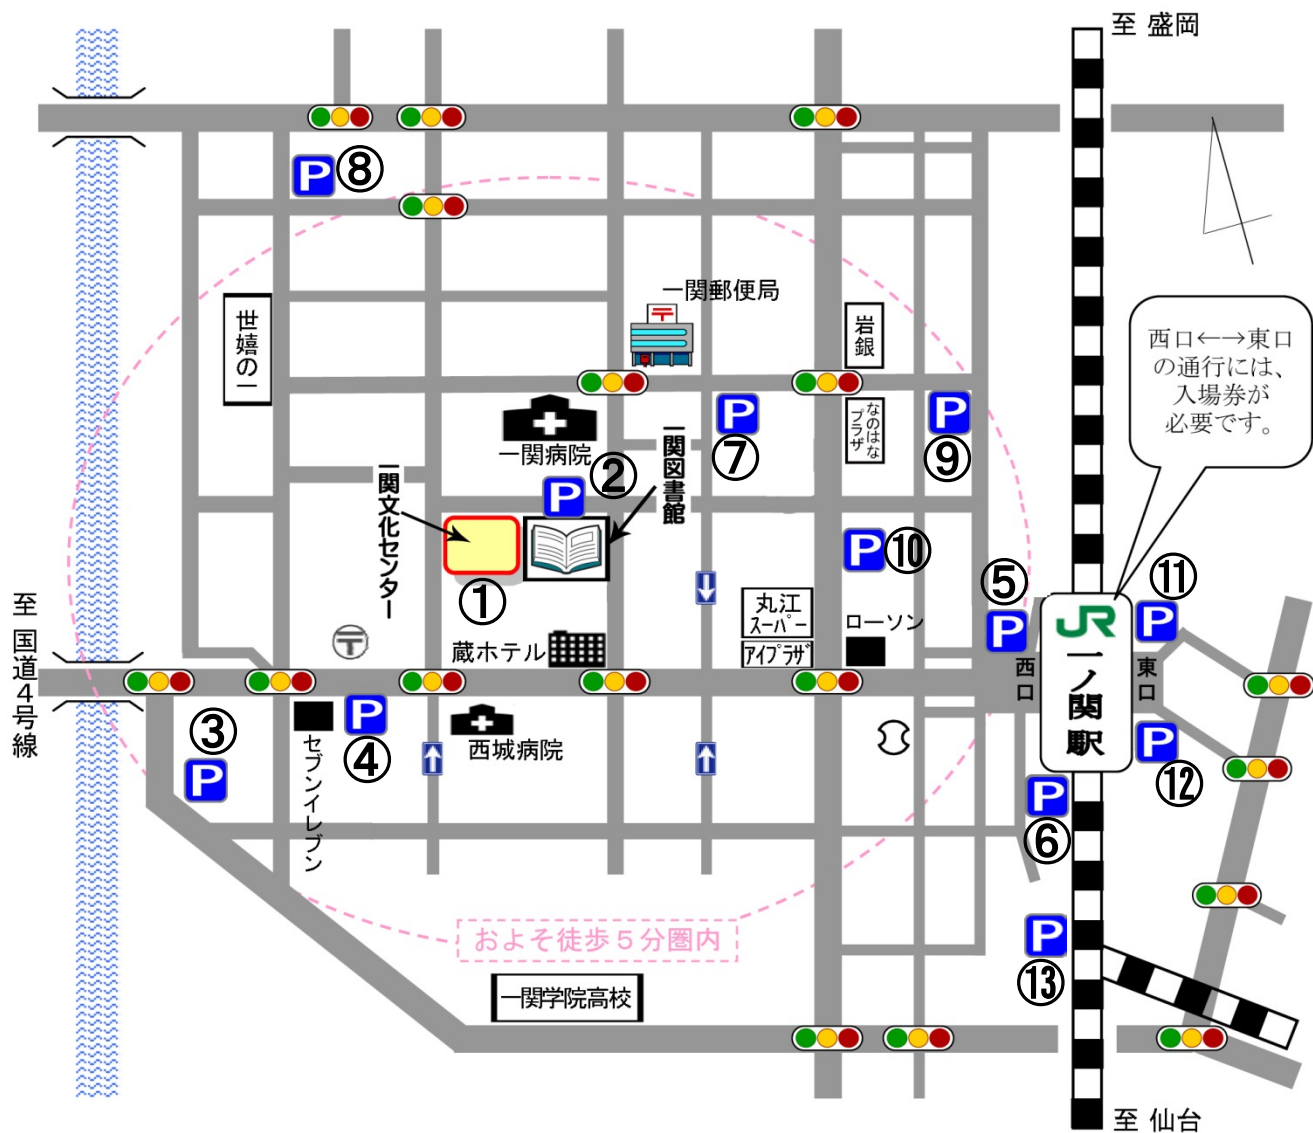 至 盛岡
P
⑧
一関郵便局
〒
世嬉の一
岩銀
西口←→東口
の通行には、
入場券が
必要です。
P
⑦
なのはな
プラザ
P
⑨
一関病院
P
②
一関図書館
一関文化センター
①
P
⑩
⑤
P
⑪
P
JR
一ノ関駅
西口
東口
丸江
スーパー
アイプラザ
ローソン
〒
蔵ホテル
至 国道4号線
③
P
セブンイレブン
P
④
西城病院
P
⑫
P
⑥
およそ徒歩5分圏内
P
⑬
一関学院高校
至 仙台